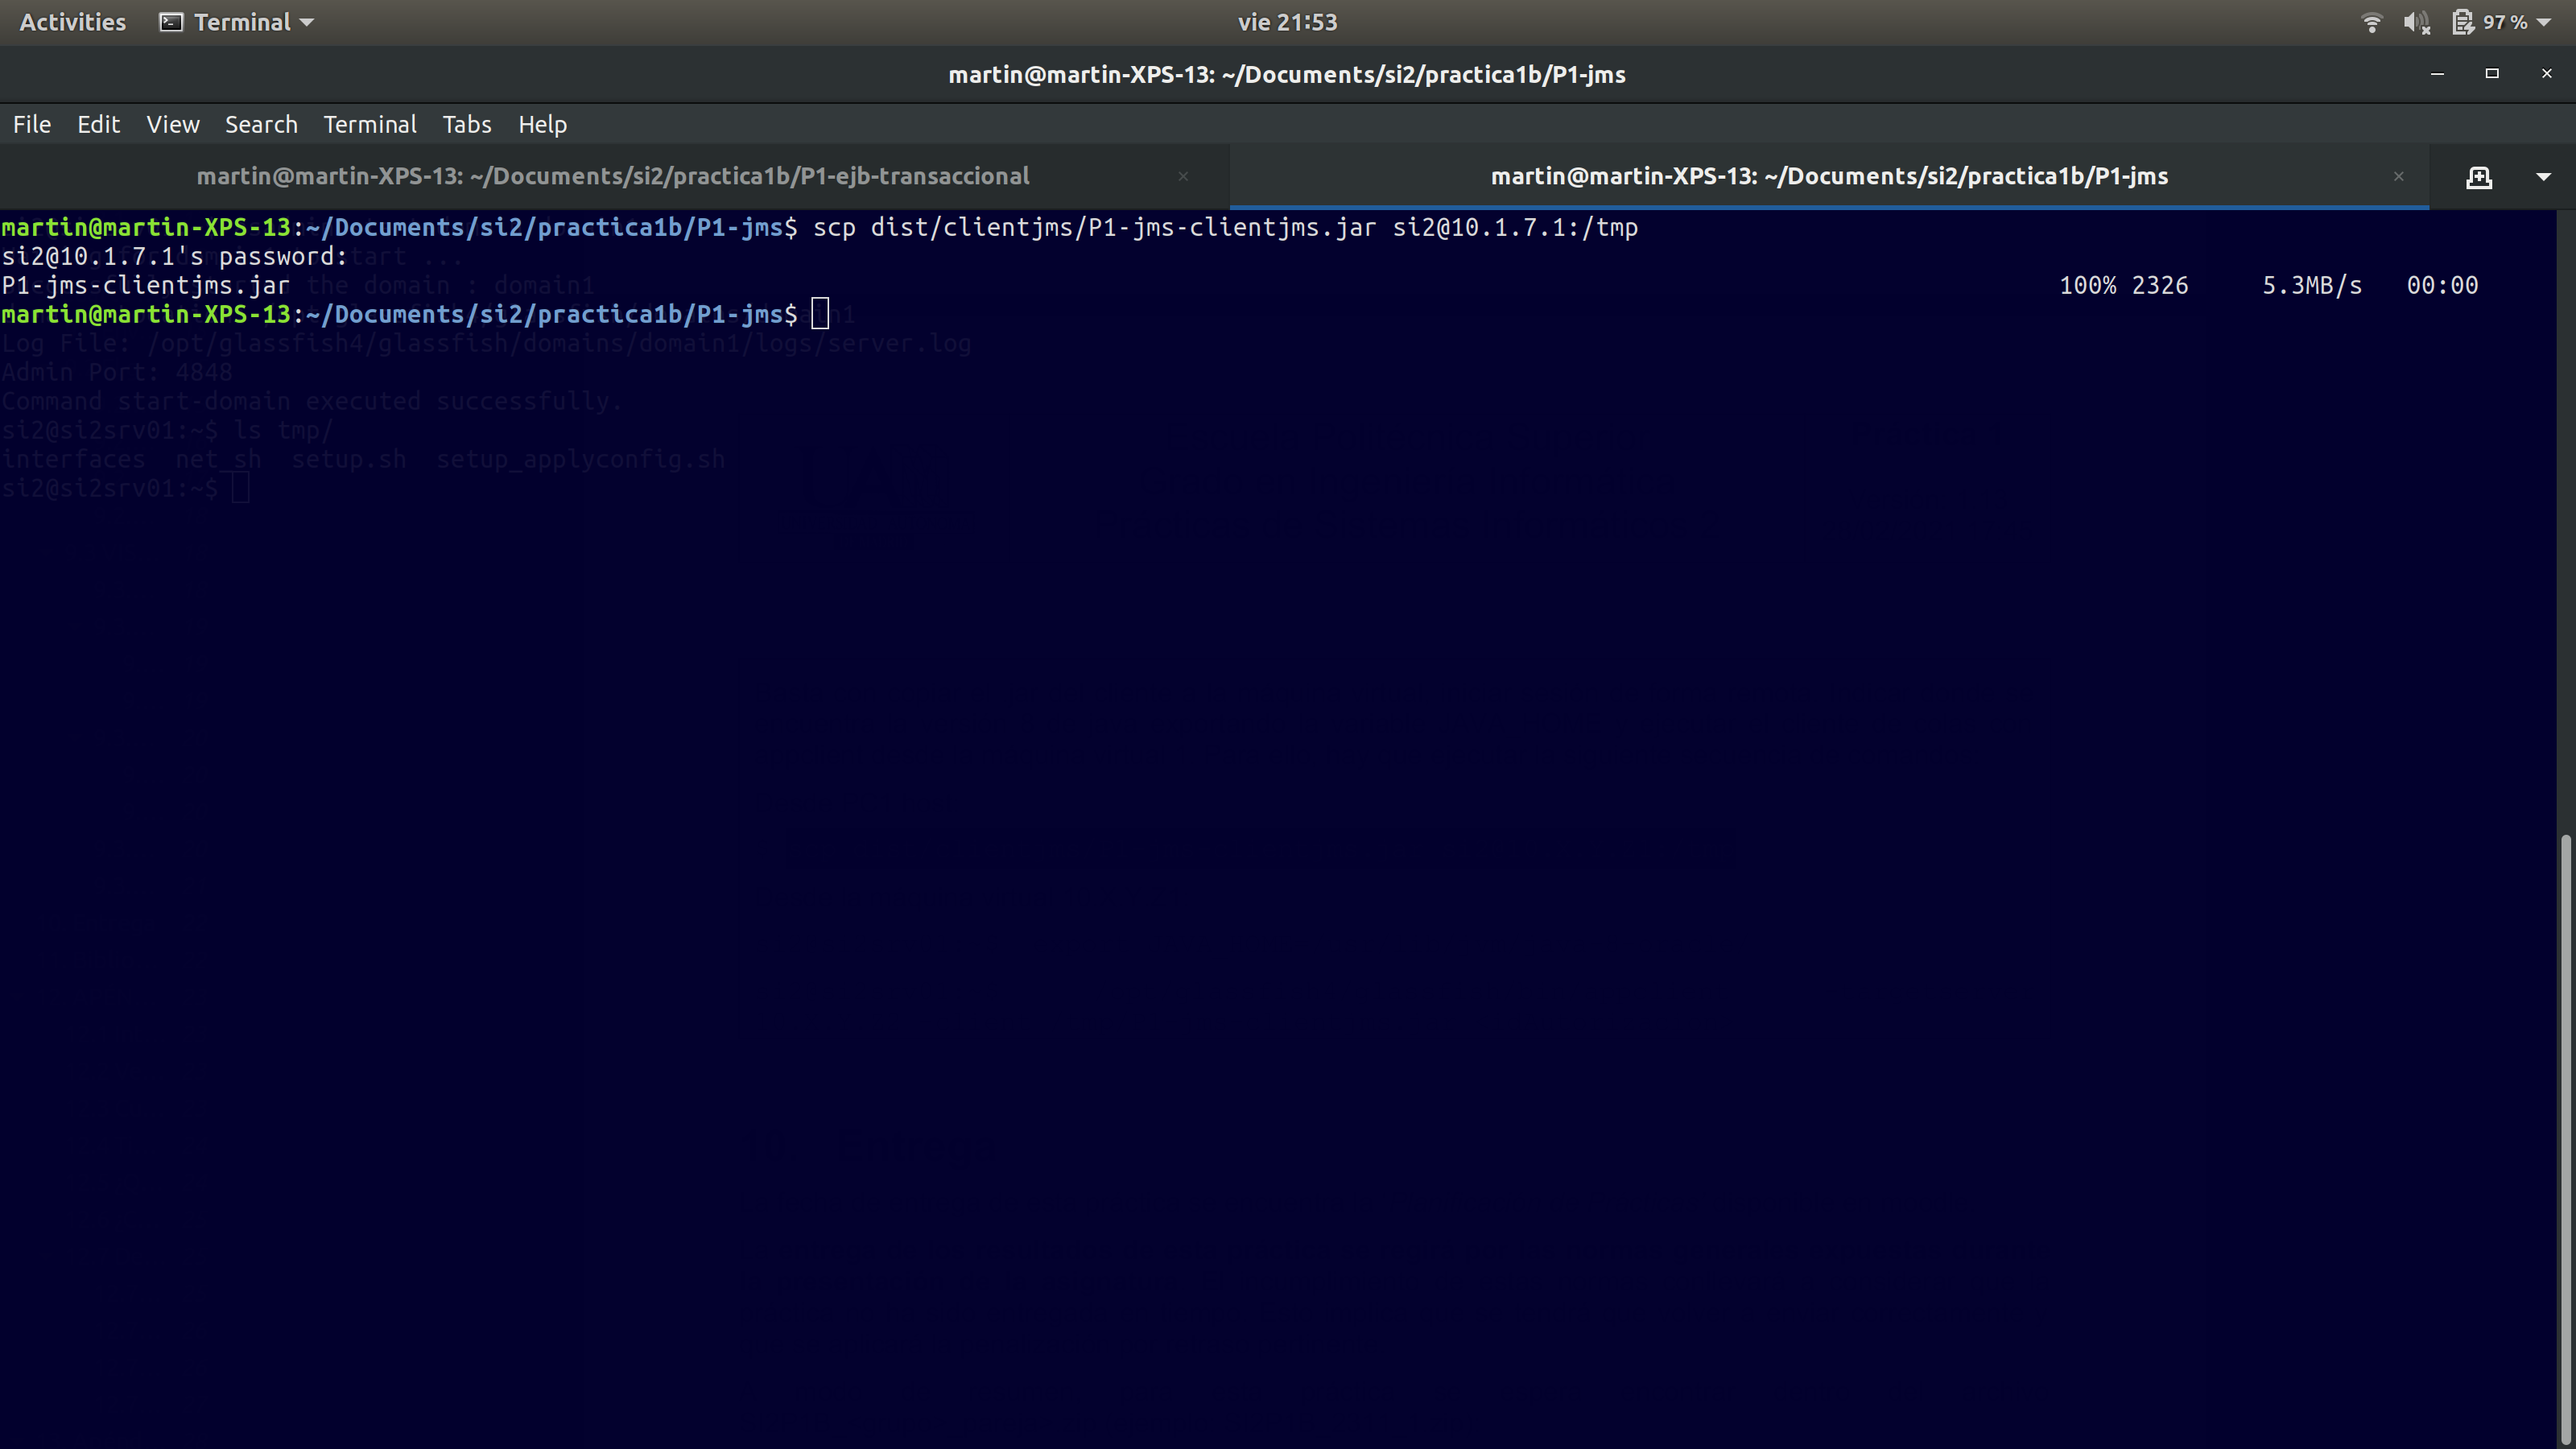 Activities Terminal vie 21:53 97 %
martin@martin-XPS-13: ~/Documents/si2/practica1b/P1-jms
File Edit View Search Terminal Tabs Help
martin@martin-XPS-13: ~/Documents/si2/practica1b/P1-ejb-transaccional martin@martin-XPS-13: ~/Documents/si2/practica1b/P1-jms
martin@martin-XPS-13:~/Documents/si2/practica1b/P1-jms$ scp dist/clientjms/P1-jms-clientjms.jar si2@10.1.7.1:/tmp
si2@10.1.7.1's password:
tart ...
P1-jms-clientjms.jar 100% 2326 5.3MB/s 00:00
the domain : domain1
martin@martin-XPS-13:~/Documents/si2/practica1b/P1-jms$
Log File: /opt/glassfish4/glassfish/domains/domain1/logs/server.log
Admin Port: 4848
Command start-domain executed successfully.
si2@si2srv01:~$ ls tmp/
interfaces net_sh setup.sh setup_applyconfig.sh
si2@si2srv01:~$